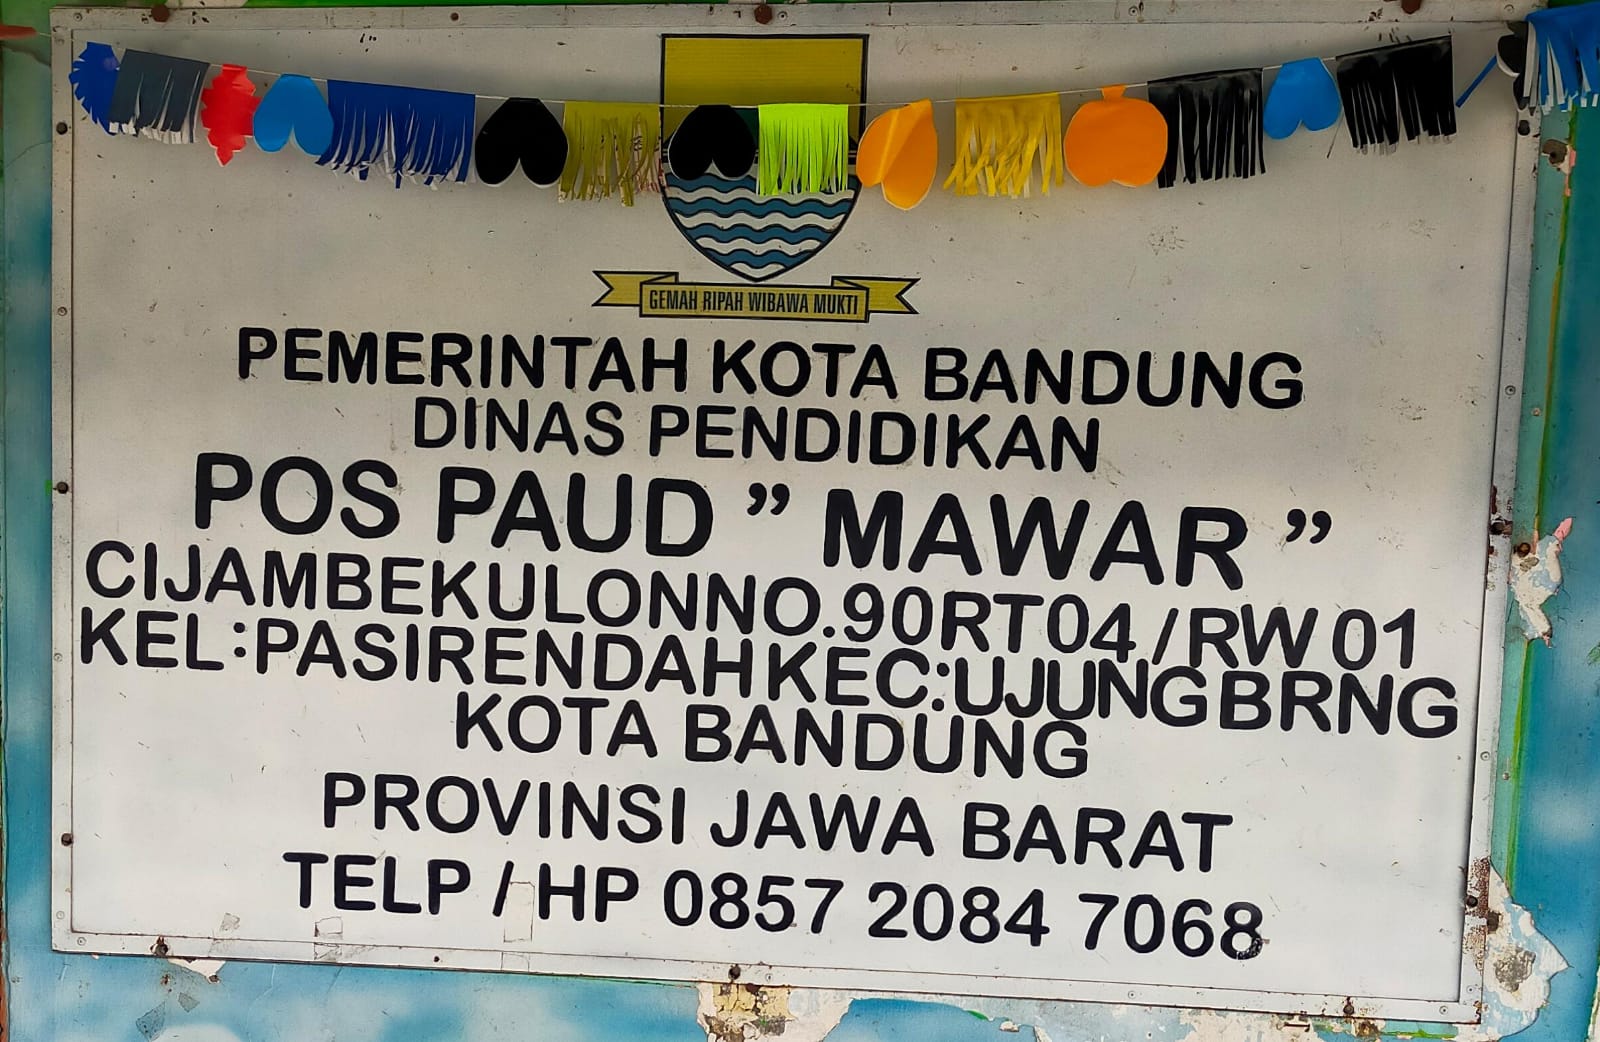 GEMAH RIPAH WIBAWA MUKTI
PEMERINTAH KOTA BANDUNG
DINAS PENDIDIKAN
POS PAUD ” MAWAR ”
CIJAMBEKULONNO.90RT04/RW01
KEL:PASIRENDAHKEC:UJUNGBRNG
KOTA BANDUNG
PROVINSI JAWA BARAT
TELP / HP 0857 2084 7068